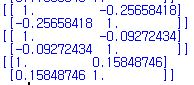 [[ 1.         -0.25658418]
 [-0.25658418  1.        ]]
[[ 1.         -0.09272434]
 [-0.09272434  1.        ]]
[[1.         0.15848746]
 [0.15848746 1.        ]]